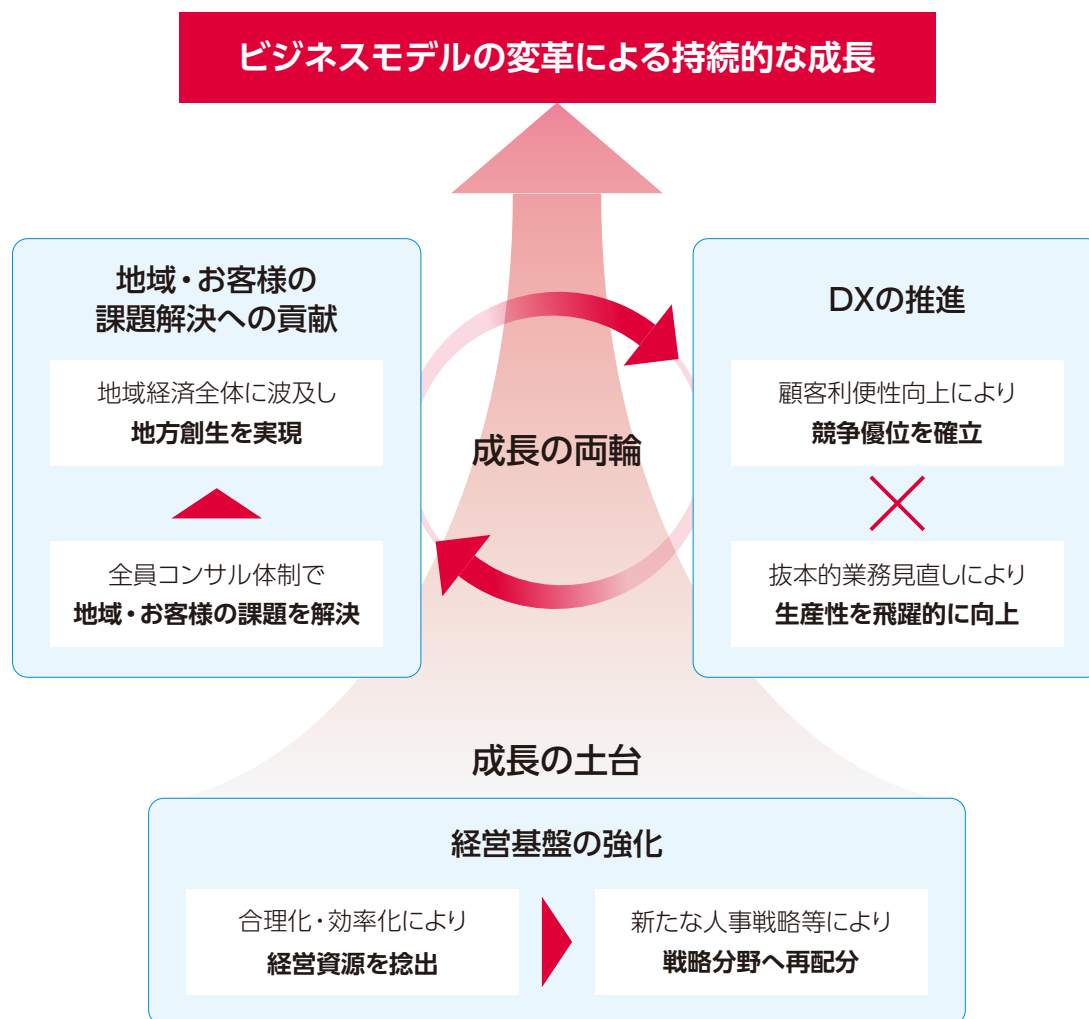 ビジネスモデルの変革による持続的な成長
地域・お客様の
課題解決への貢献
地域経済全体に波及し
地方創生を実現
全員コンサル体制で
地域・お客様の課題を解決
成長の両輪
DXの推進
顧客利便性向上により
競争優位を確立
抜本的業務見直しにより
生産性を飛躍的に向上
成長の土台
経営基盤の強化
合理化・効率化により
経営資源を捻出
新たな人事戦略等により
戦略分野へ再配分